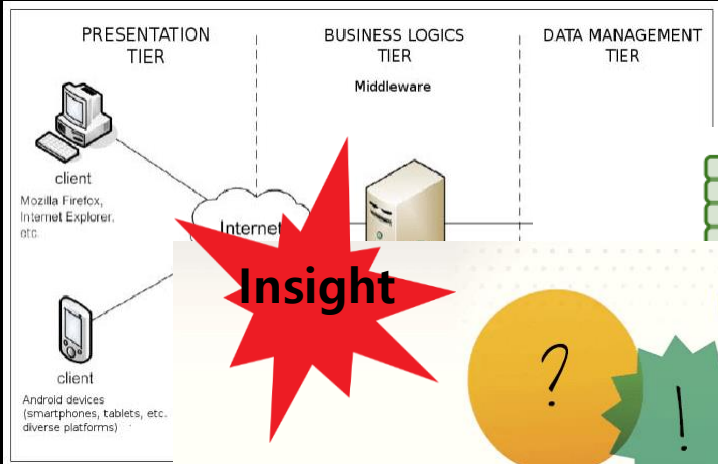 PRESENTATION
TIER
BUSINESS LOGICS
TIER
DATA MANAGEMENT
TIER
Middleware
client
Mozilla Firefox,
Internet Explorer,
etc.
Internet
Insight
client
Android devices
(smartphones, tablets, etc.
diverse platforms)
?
!